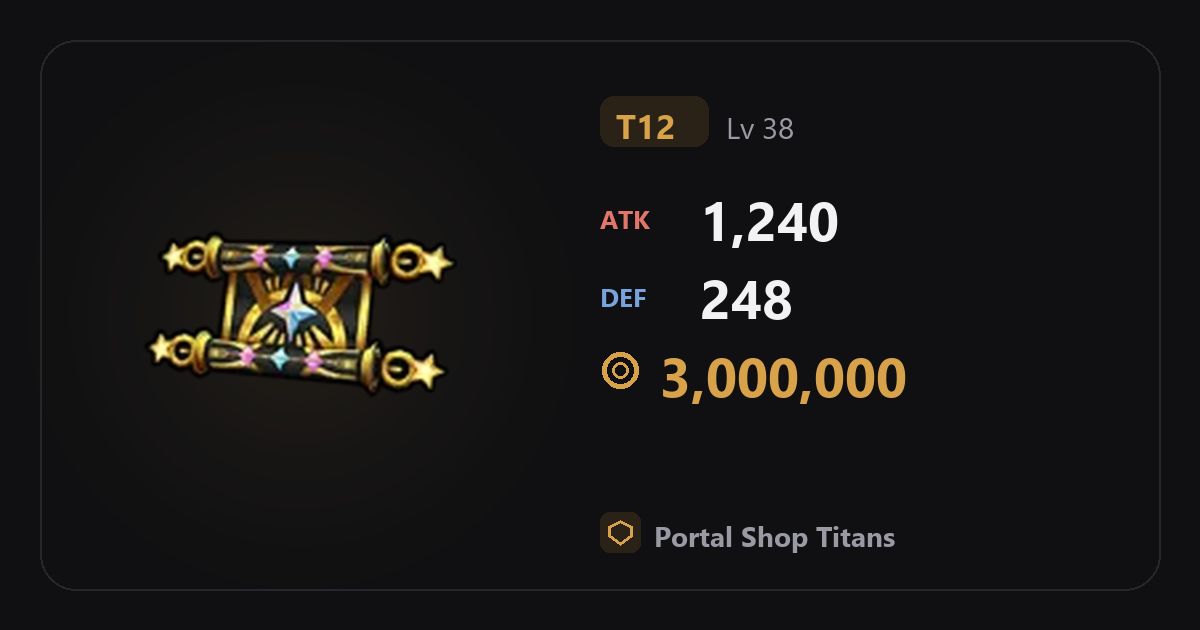 T12 Lv 38
ATK 1,240
DEF 248
3,000,000
Portal Shop Titans